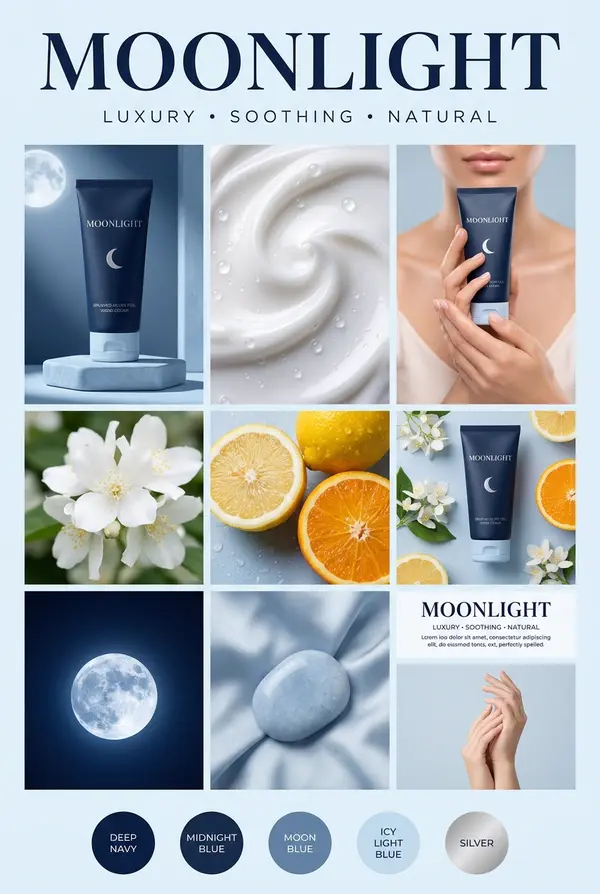 MOONLIGHT
LUXURY • SOOTHING • NATURAL
MOONLIGHT
MOONLIGHT
MOONLIGHT
MOONLIGHT
LUXURY • SOOTHING • NATURAL
Lorem ioo dolor sit amet, consectetur adipiscing
elit, do eiusmod toncs, ext, perfectly spelled.
DEEP
NAVY
MIDNIGHT
BLUE
MOON
BLUE
ICY
LIGHT
BLUE
SILVER